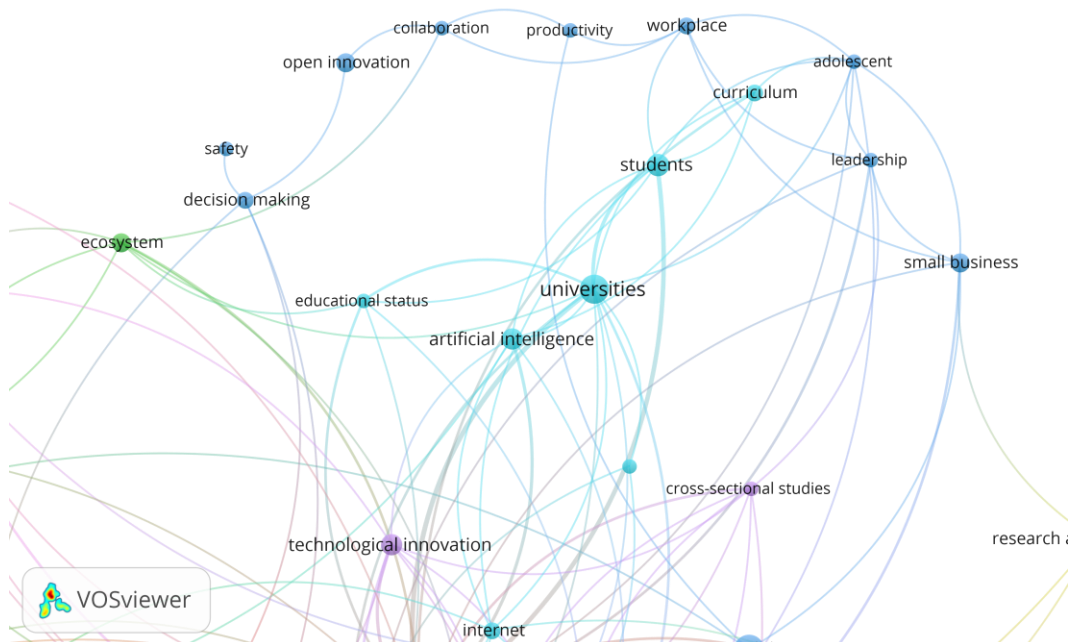 collaboration
productivity
workplace
open innovation
adolescent
curriculum
safety
students
leadership
decision making
ecosystem
small business
educational status
universities
artificial intelligence
cross-sectional studies
technological innovation
research a
VOSviewer
internet